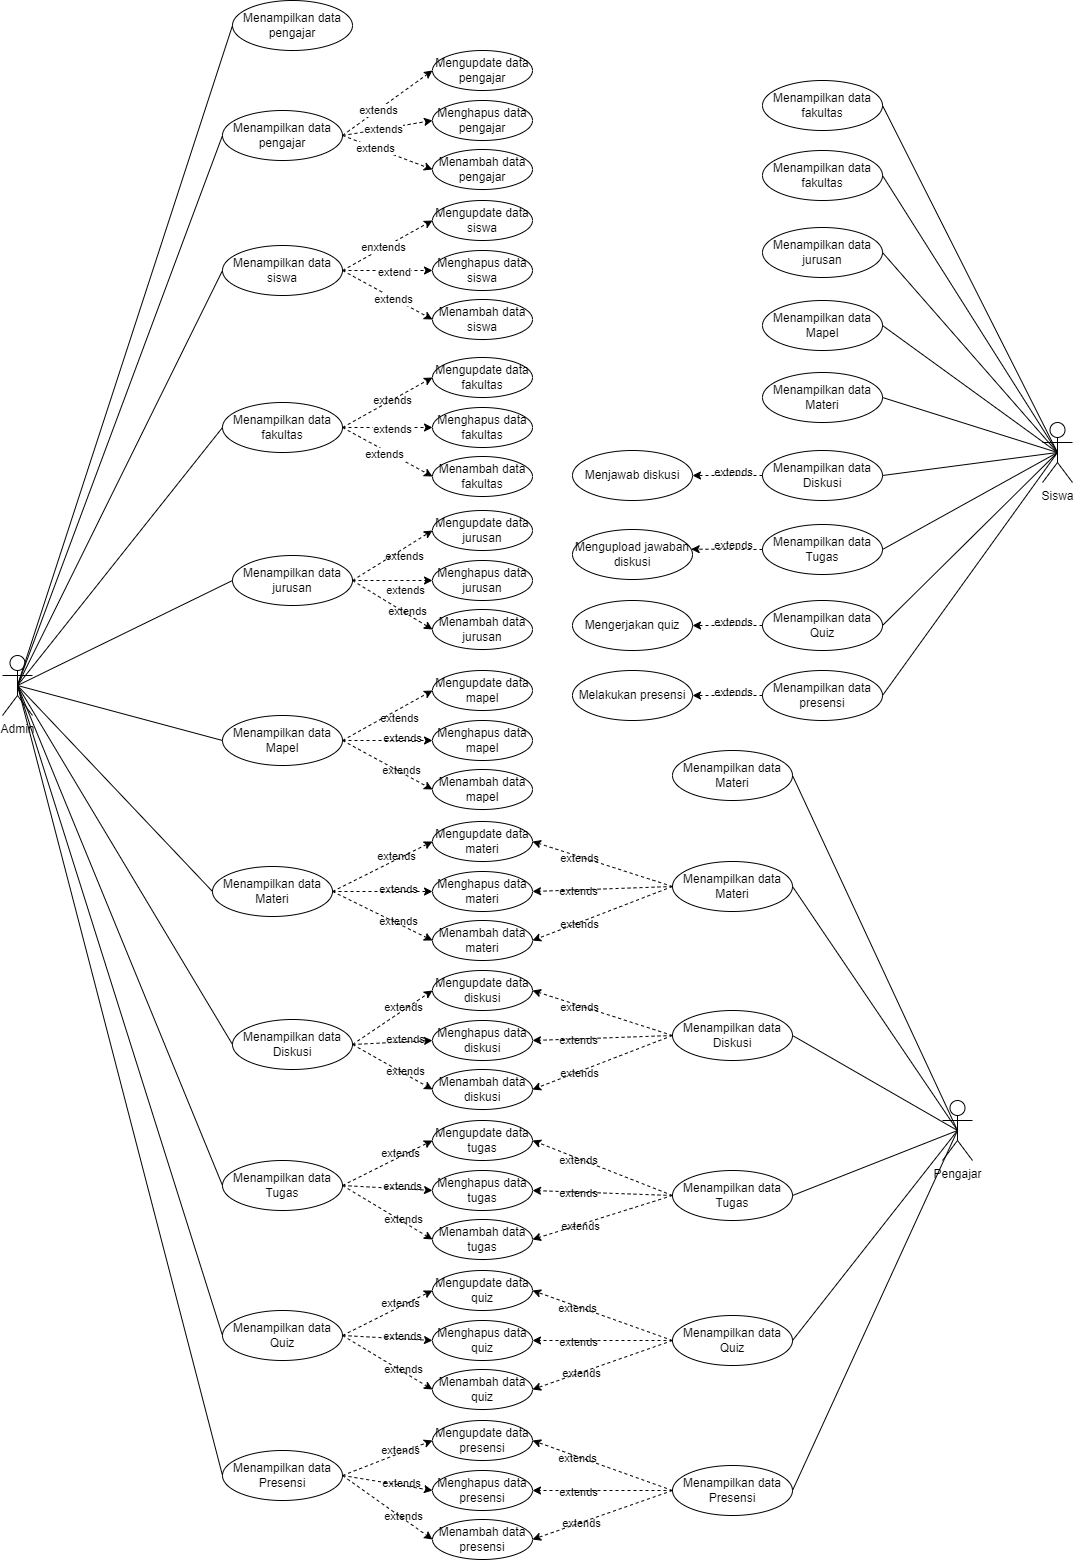 Menampilkan data
pengajar
Menampilkan data
pengajar
extends
extends
extends
Mengupdate data
pengajar
Menghapus data
pengajar
Menambah data
pengajar
Menampilkan data
siswa
enxtends
extend
extends
Mengupdate data
siswa
Menghapus data
siswa
Menambah data
siswa
Menampilkan data
fakultas
extends
extends
extends
Mengupdate data
fakultas
Menghapus data
fakultas
Menambah data
fakultas
Menampilkan data
jurusan
extends
extends
extends
Mengupdate data
jurusan
Menghapus data
jurusan
Menambah data
jurusan
Admin
Menampilkan data
Mapel
extends
extends
extends
Mengupdate data
mapel
Menghapus data
mapel
Menambah data
mapel
Menampilkan data
fakultas
Menampilkan data
fakultas
Menampilkan data
jurusan
Menampilkan data
Mapel
Menampilkan data
Materi
Menjawab diskusi
extends
Menampilkan data
Diskusi
Siswa
Mengupload jawaban
diskusi
extends
Menampilkan data
Tugas
Mengerjakan quiz
extends
Menampilkan data
Quiz
Melakukan presensi
extends
Menampilkan data
presensi
Menampilkan data
Materi
Menampilkan data
Materi
extends
extends
extends
Mengupdate data
materi
Menghapus data
materi
Menambah data
materi
extends
extends
extends
Menampilkan data
Materi
Menampilkan data
Diskusi
extends
extends
extends
Mengupdate data
diskusi
Menghapus data
diskusi
Menambah data
diskusi
extends
extends
extends
Menampilkan data
Diskusi
Pengajar
Menampilkan data
Tugas
extends
extends
extends
Mengupdate data
tugas
Menghapus data
tugas
Menambah data
tugas
extends
extends
extends
Menampilkan data
Tugas
Menampilkan data
Quiz
extends
extends
extends
Mengupdate data
quiz
Menghapus data
quiz
Menambah data
quiz
extends
extends
extends
Menampilkan data
Quiz
Menampilkan data
Presensi
extends
extends
extends
Mengupdate data
presensi
Menghapus data
presensi
Menambah data
presensi
extends
extends
extends
Menampilkan data
Presensi